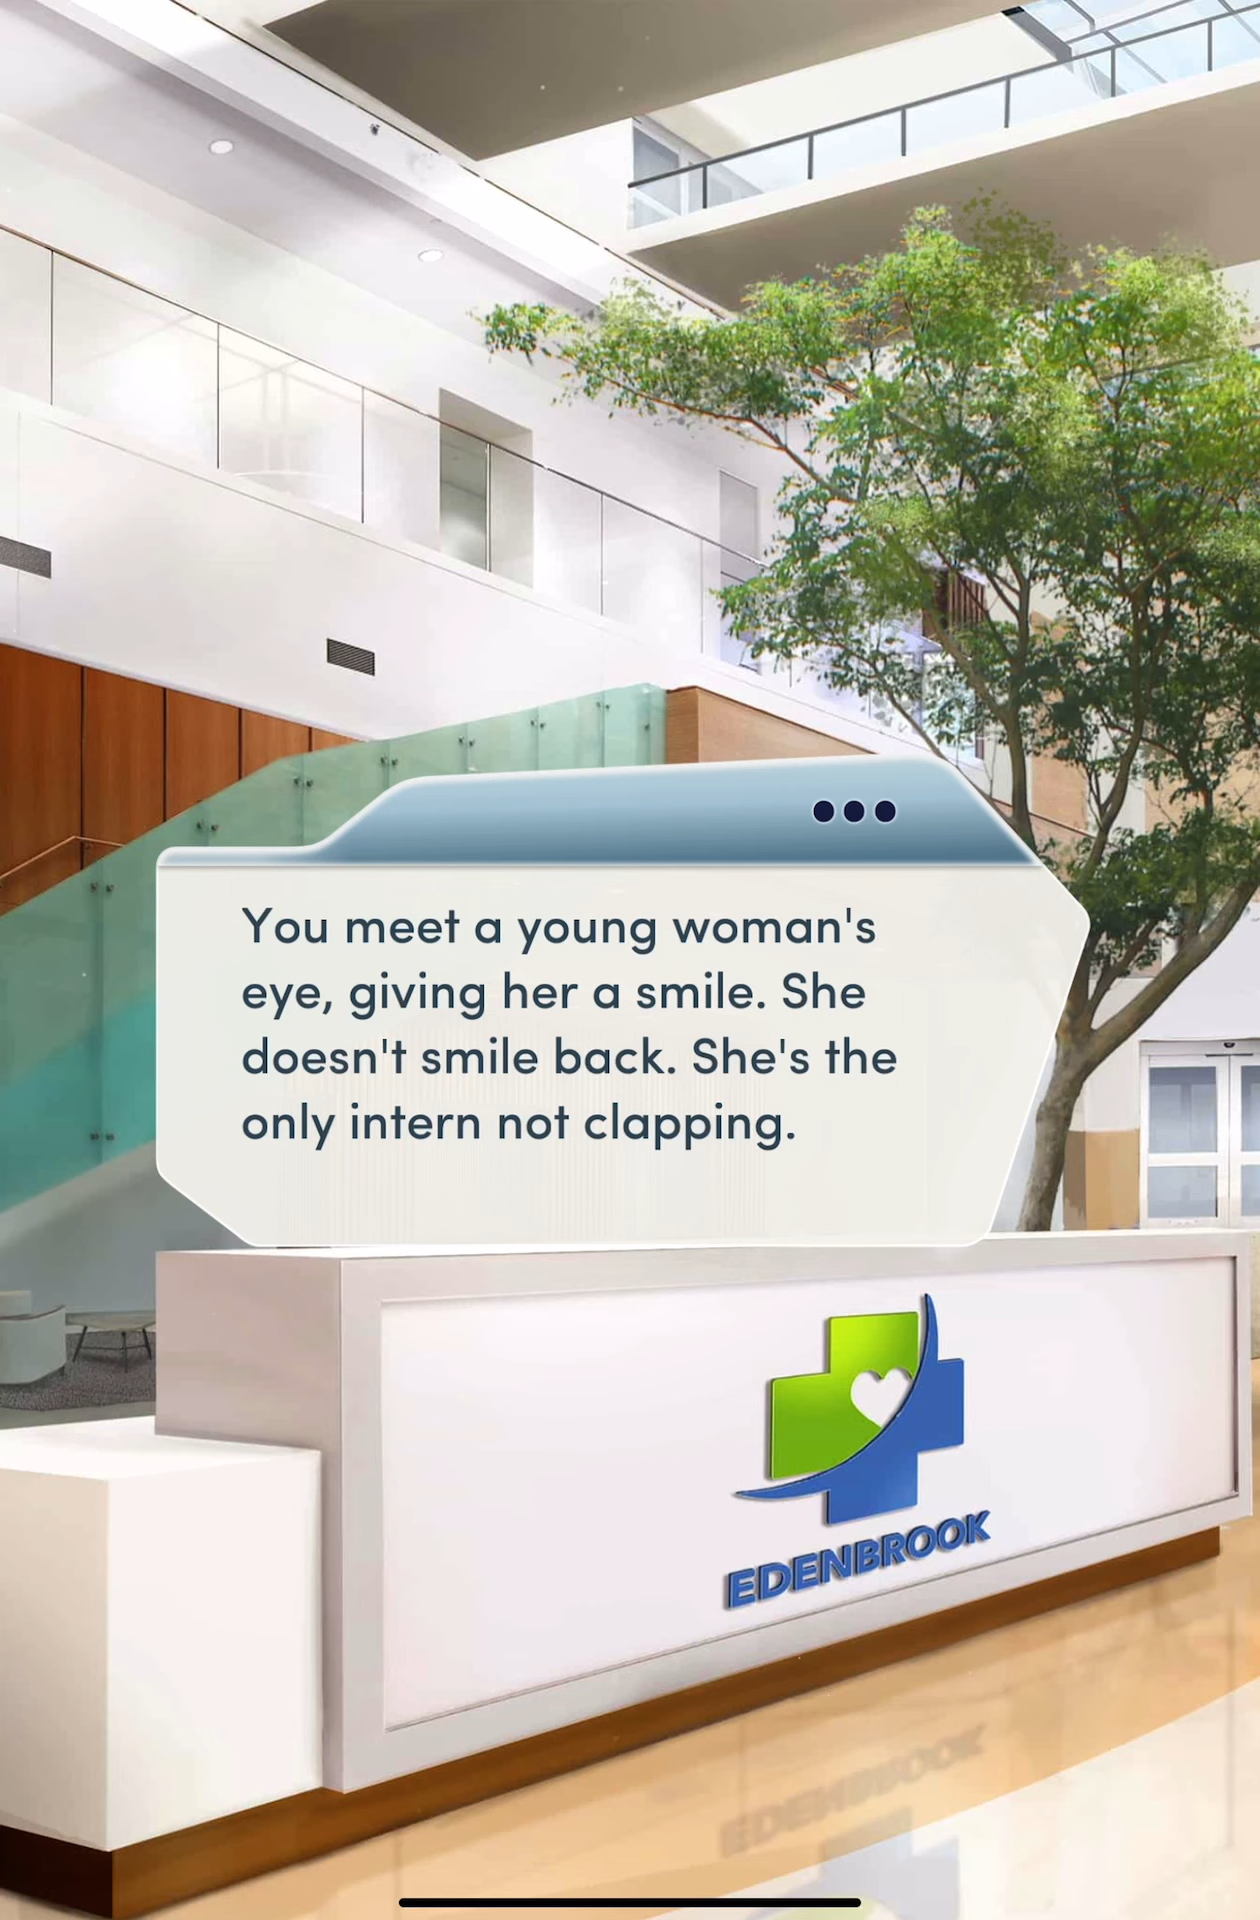 You meet a young woman's
eye, giving her a smile. She
doesn't smile back. She's the
only intern not clapping.
EDENBROOK
EDENBROOK